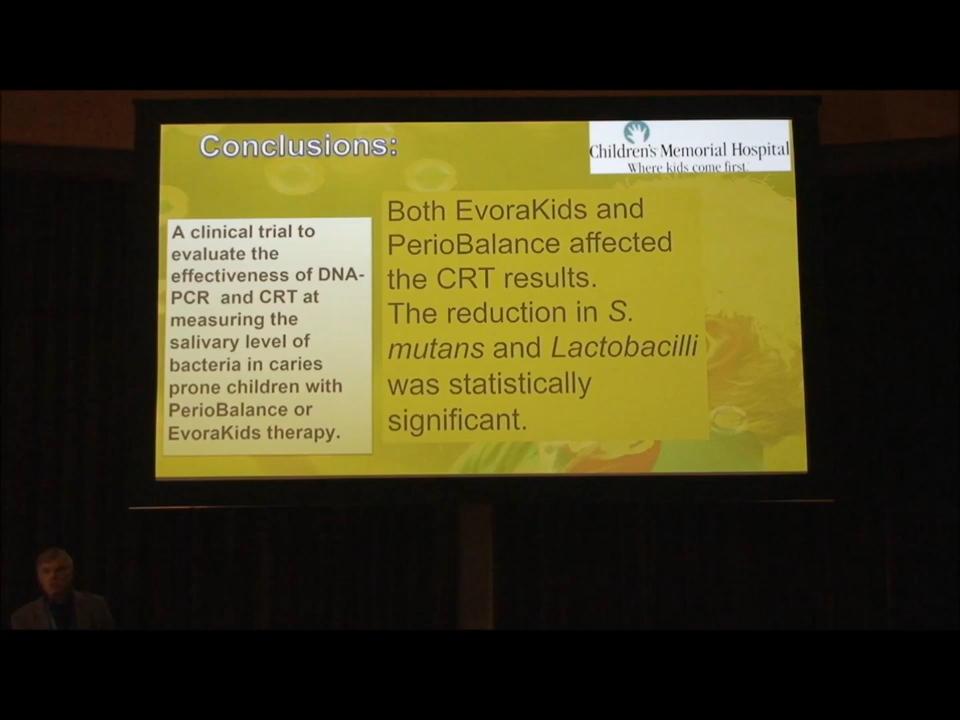 Conclusions:
Children's Memorial Hospital
Where kids come first.
A clinical trial to
evaluate the
effectiveness of DNA-
PCR and CRT at
measuring the
salivary level of
bacteria in caries
prone children with
PerioBalance or
EvoraKids therapy.
Both EvoraKids and
PerioBalance affected
the CRT results.
The reduction in S.
mutans and Lactobacilli
was statistically
significant.